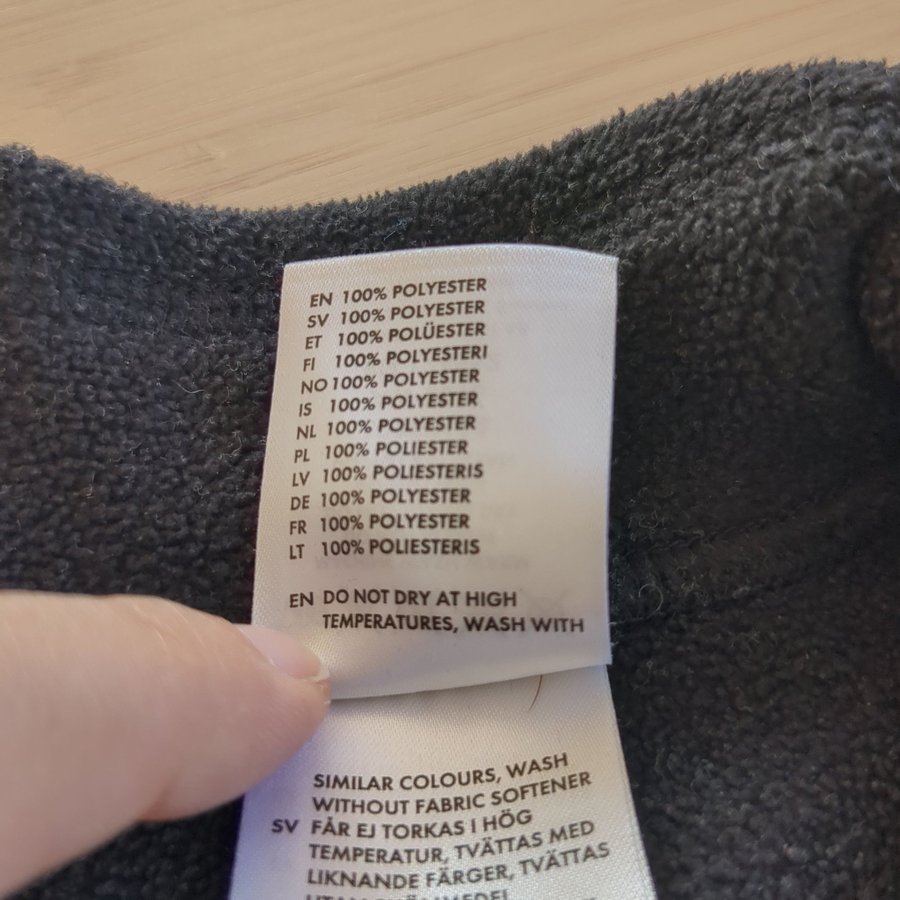 EN 100% POLYESTER
SV 100% POLYESTER
ET 100% POLÜESTER
FI 100% POLYESTERI
NO 100% POLYESTER
IS 100% POLYESTER
NL 100% POLYESTER
PL 100% POLIESTER
LV 100% POLIESTERIS
DE 100% POLYESTER
FR 100% POLYESTER
LT 100% POLIESTERIS
EN DO NOT DRY AT HIGH
TEMPERATURES, WASH WITH
SIMILAR COLOURS, WASH
WITHOUT FABRIC SOFTENER
SV FÅR EJ TORKAS I HÖG
TEMPERATUR, TVÄTTAS MED
LIKNANDE FÄRGER, TVÄTTAS